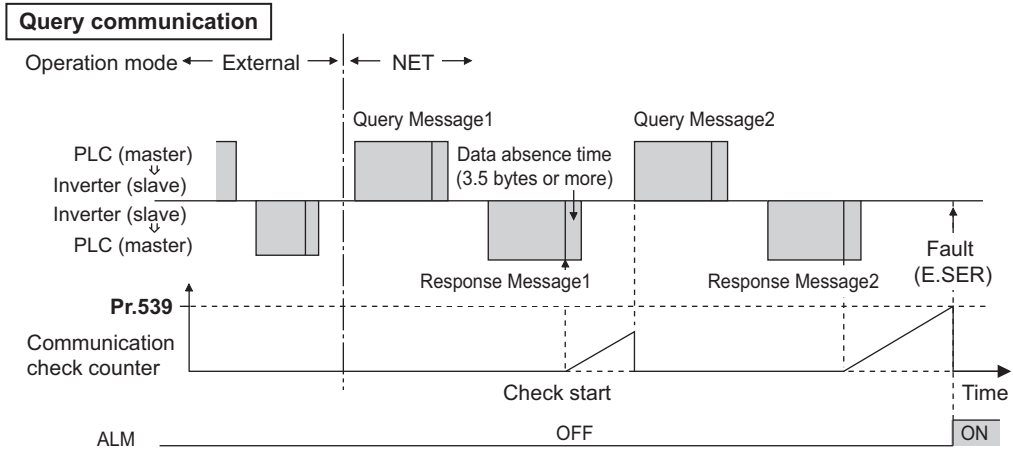 Query communication
Operation mode External NET
Query Message1 Query Message2
PLC (master)
Inverter (slave)
Data absence time
(3.5 bytes or more)
Inverter (slave)
PLC (master)
Fault
(E.SER)
Response Message1 Response Message2
Pr.539
Communication
check counter
Check start
Time
ALM OFF ON